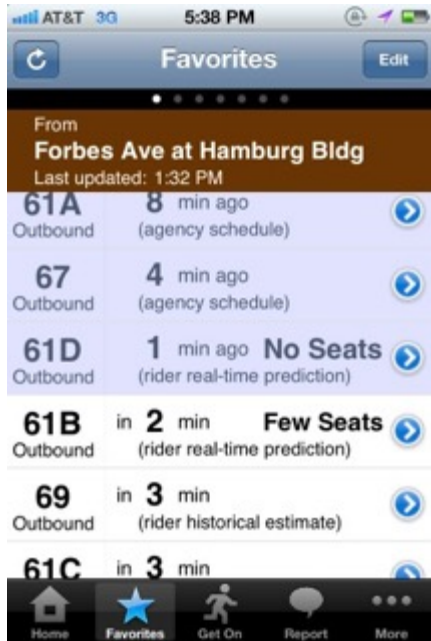 AT&T 3G 5:38 PM
Favorites
Edit
From
Forbes Ave at Hamburg Bldg
Last updated: 1:32 PM
61A 8 min ago
Outbound (agency schedule)
67 4 min ago
Outbound (agency schedule)
61D 1 min ago No Seats
Outbound (rider real-time prediction)
61B in 2 min Few Seats
Outbound (rider real-time prediction)
69 in 3 min
Outbound (rider historical estimate)
61C in 3 min
Home Favorites Get On Report More